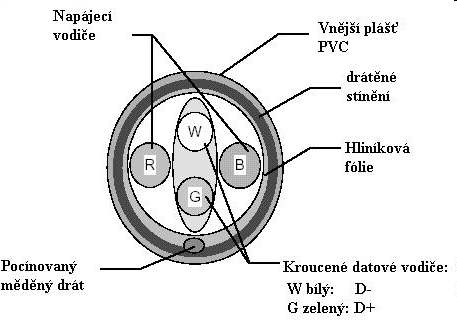 Napájecí
vodiče
Vnější plášť
PVC
drátěné
stínění
Hliníková
fólie
W
R
B
G
Pocínovaný
měděný drát
Kroucené datové vodiče:
W bílý: D-
G zelený: D+